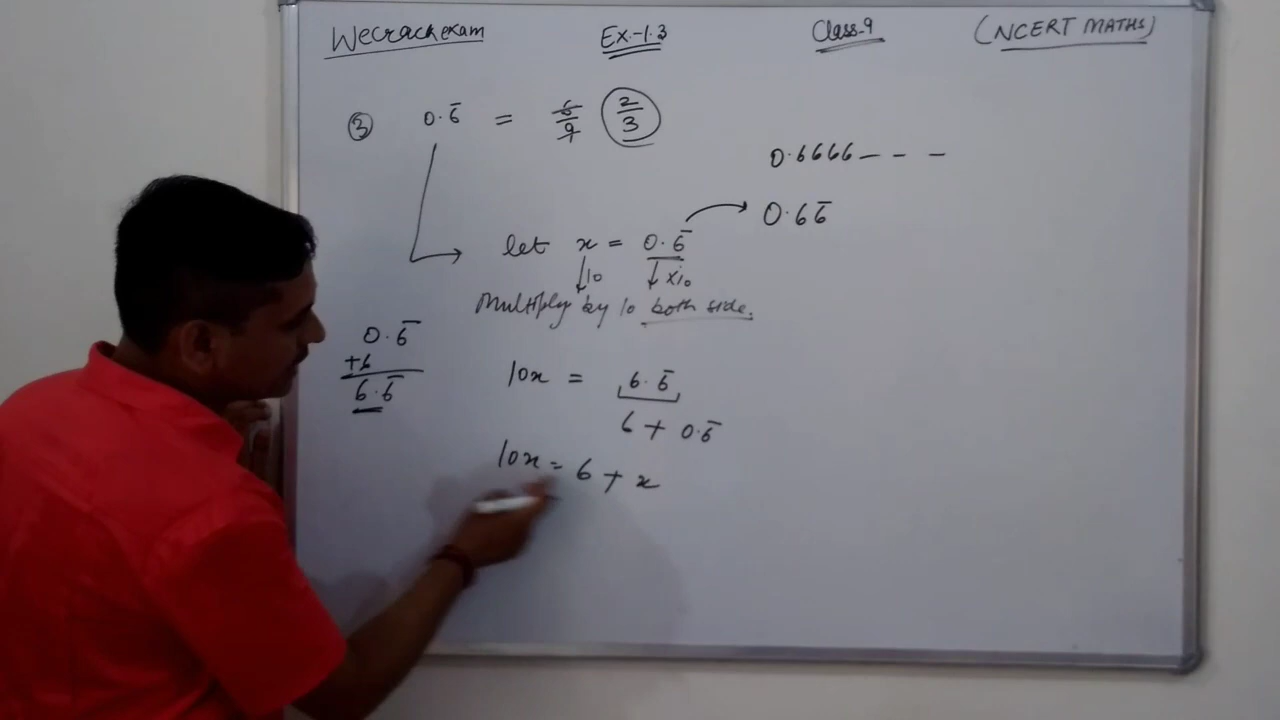 Wecrackexam Ex-1.3 Class-9 (NCERT MATHS)
③ 0.6̅ = 6/9 2/3
0.6666 - - -
0.66̅
let x = 0.6̅
10 x10
Multiply by 10 both side.
0.6̅
+6
6.6̅
10x = 6.6̅
6 + 0.6̅
10x = 6 + x